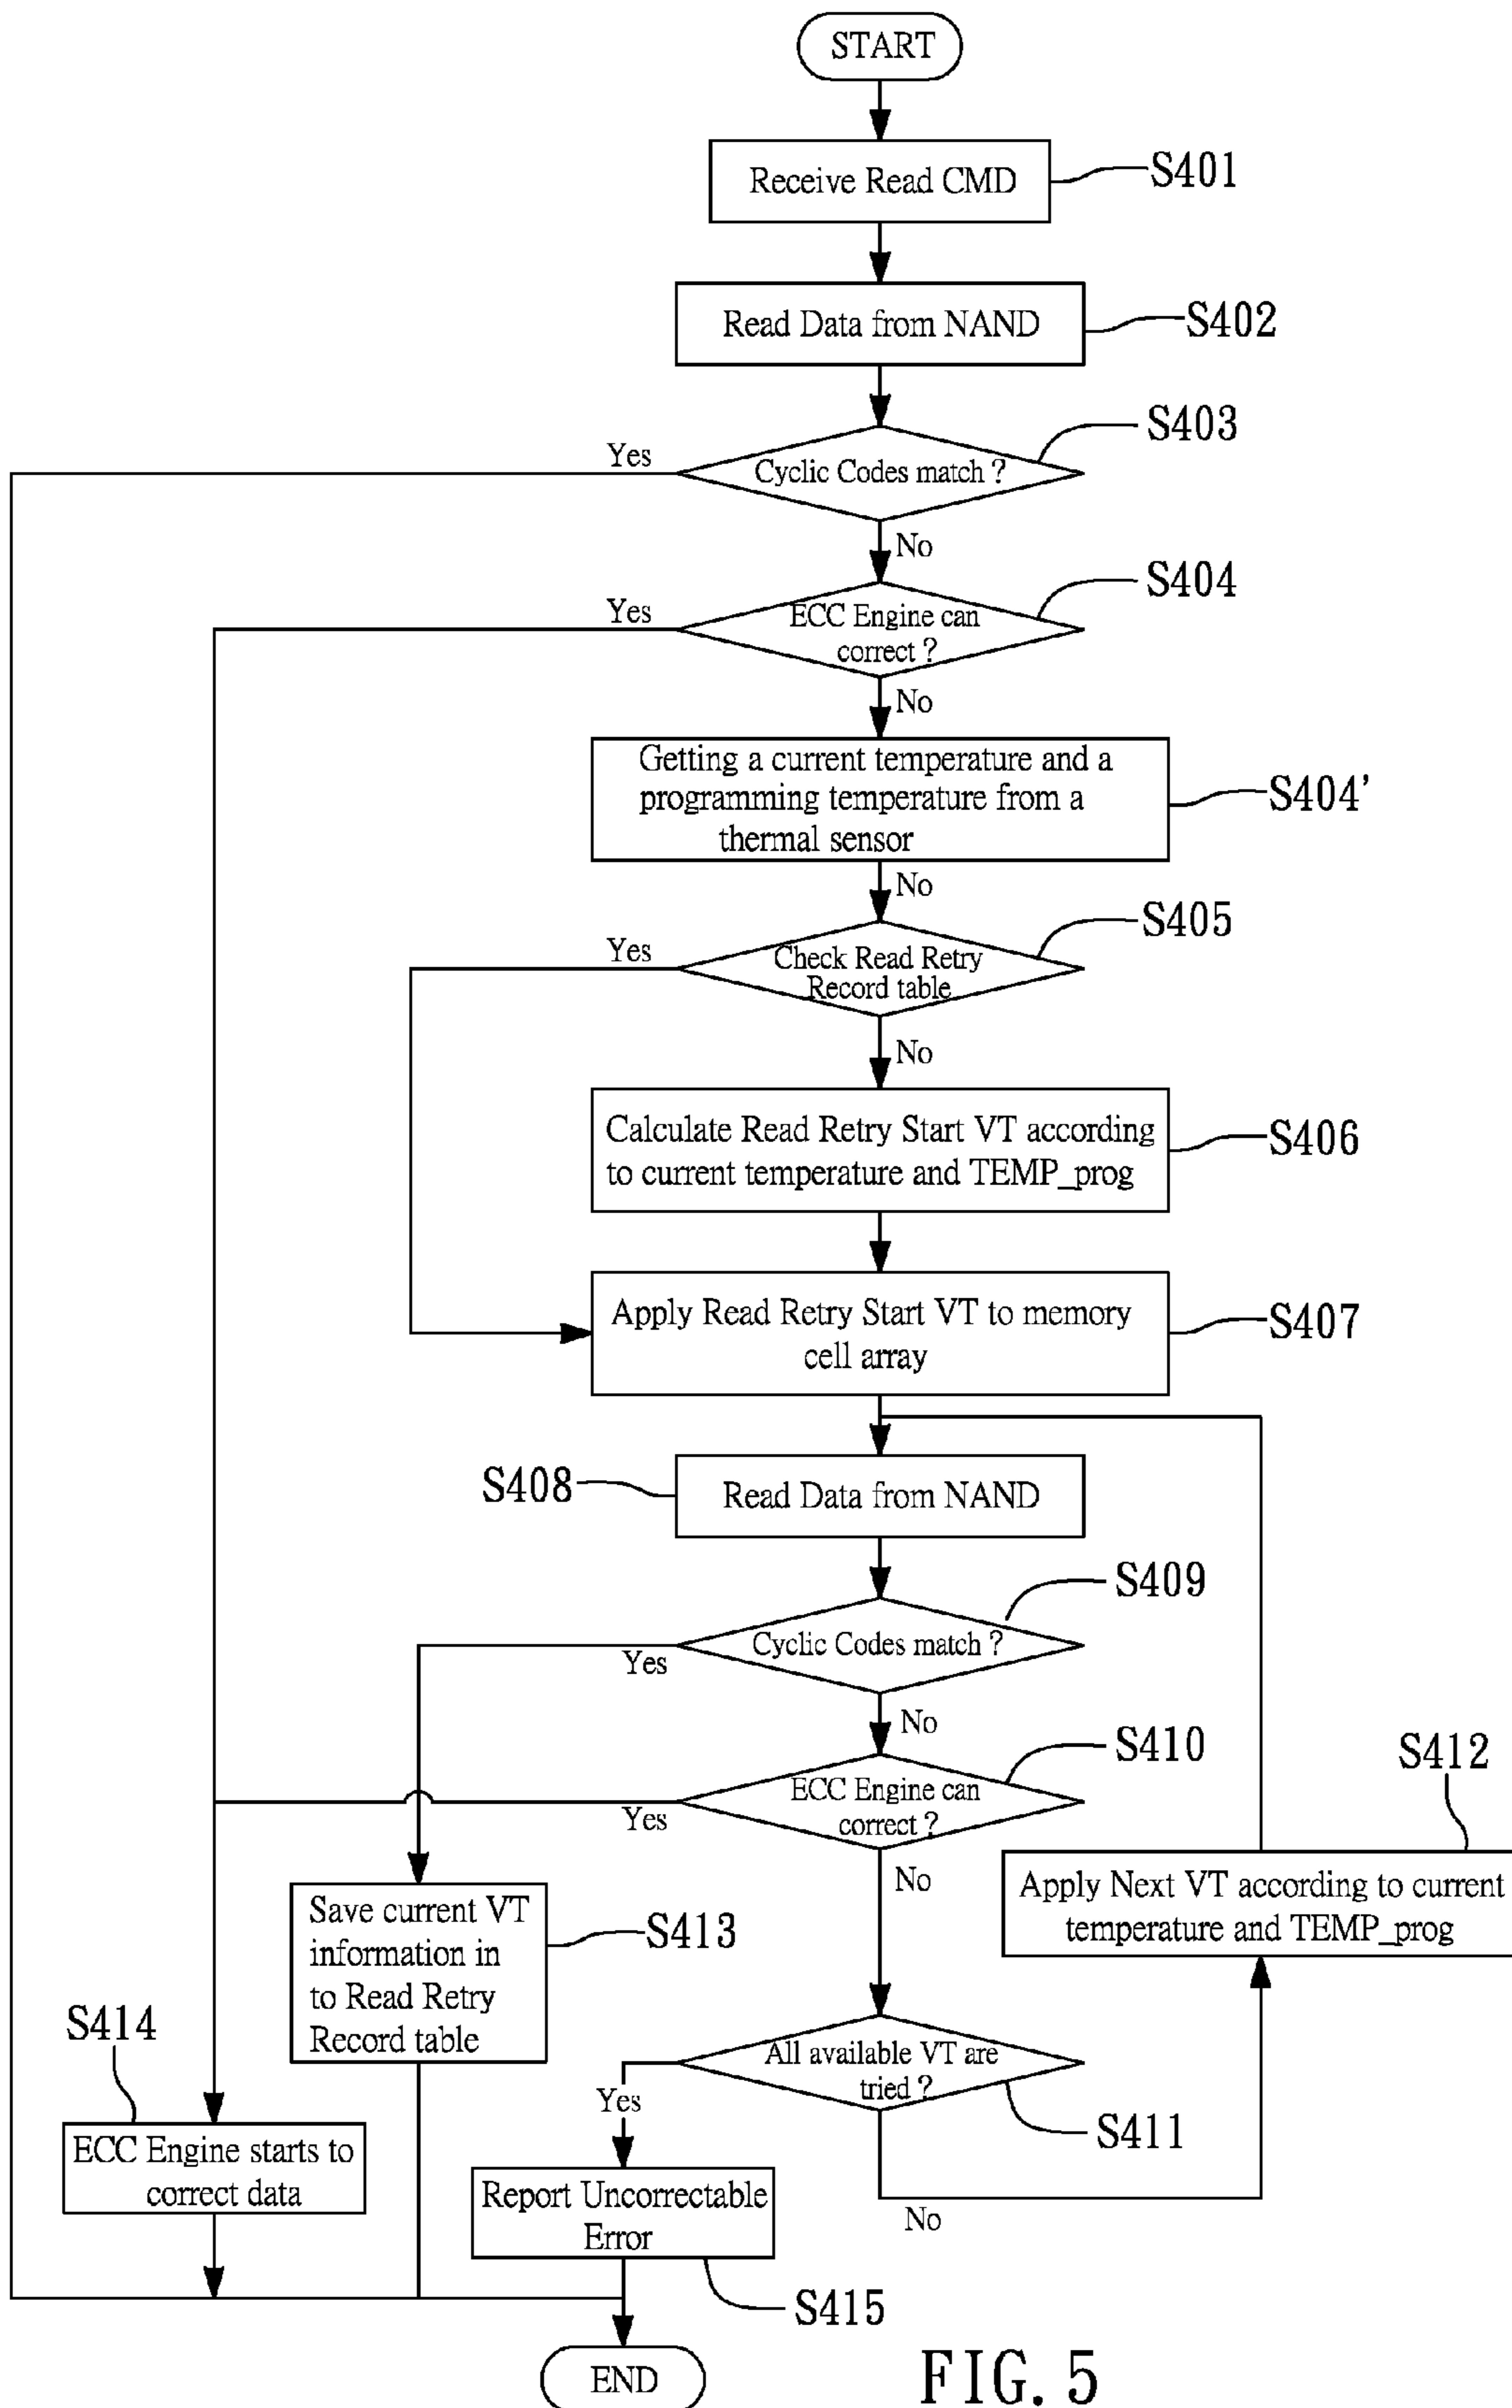 START
Receive Read CMD
S401
Read Data from NAND
S402
S403
Yes
Cyclic Codes match ?
No
S404
Yes
ECC Engine can
correct ?
No
Getting a current temperature and a
programming temperature from a
thermal sensor
S404'
No
S405
Yes
Check Read Retry
Record table
No
Calculate Read Retry Start VT according
to current temperature and TEMP_prog
S406
Apply Read Retry Start VT to memory
cell array
S407
S408
Read Data from NAND
S409
Cyclic Codes match ?
Yes
No
S410
ECC Engine can
correct ?
Yes
No
S412
Apply Next VT according to current
temperature and TEMP_prog
Save current VT
information in
to Read Retry
Record table
S413
S414
All available VT are
tried ?
Yes
S411
ECC Engine starts to
correct data
Report Uncorrectable
Error
No
S415
END
FIG. 5